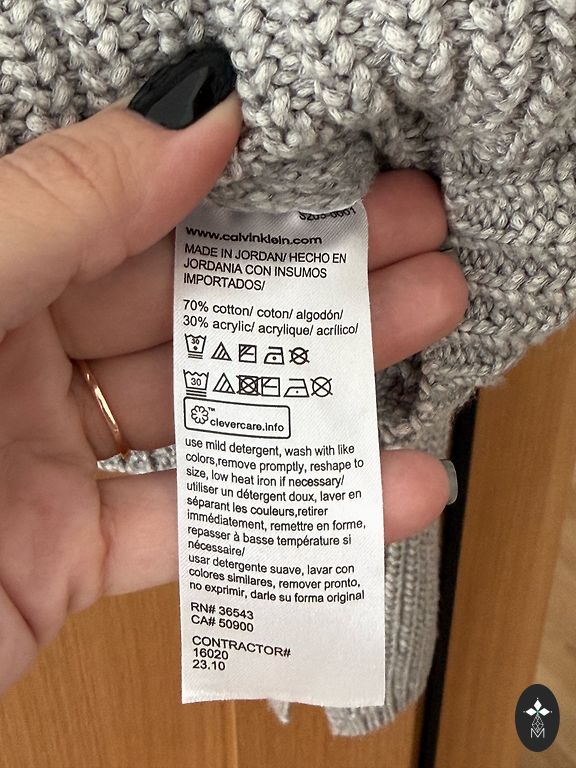 www.calvinklein.com
MADE IN JORDAN/ HECHO EN
JORDANIA CON INSUMOS
IMPORTADOS/
70% cotton/ coton/ algodón/
30% acrylic/ acrylique/ acrílico/
30
30
™
clevercare.info
use mild detergent, wash with like
colors,remove promptly, reshape to
size, low heat iron if necessary/
utiliser un détergent doux, laver en
séparant les couleurs,retirer
immédiatement, remettre en forme,
repasser à basse température si
nécessaire/
usar detergente suave, lavar con
colores similares, remover pronto,
no exprimir, darle su forma original
RN# 36543
CA# 50900
CONTRACTOR#
16020
23.10
M